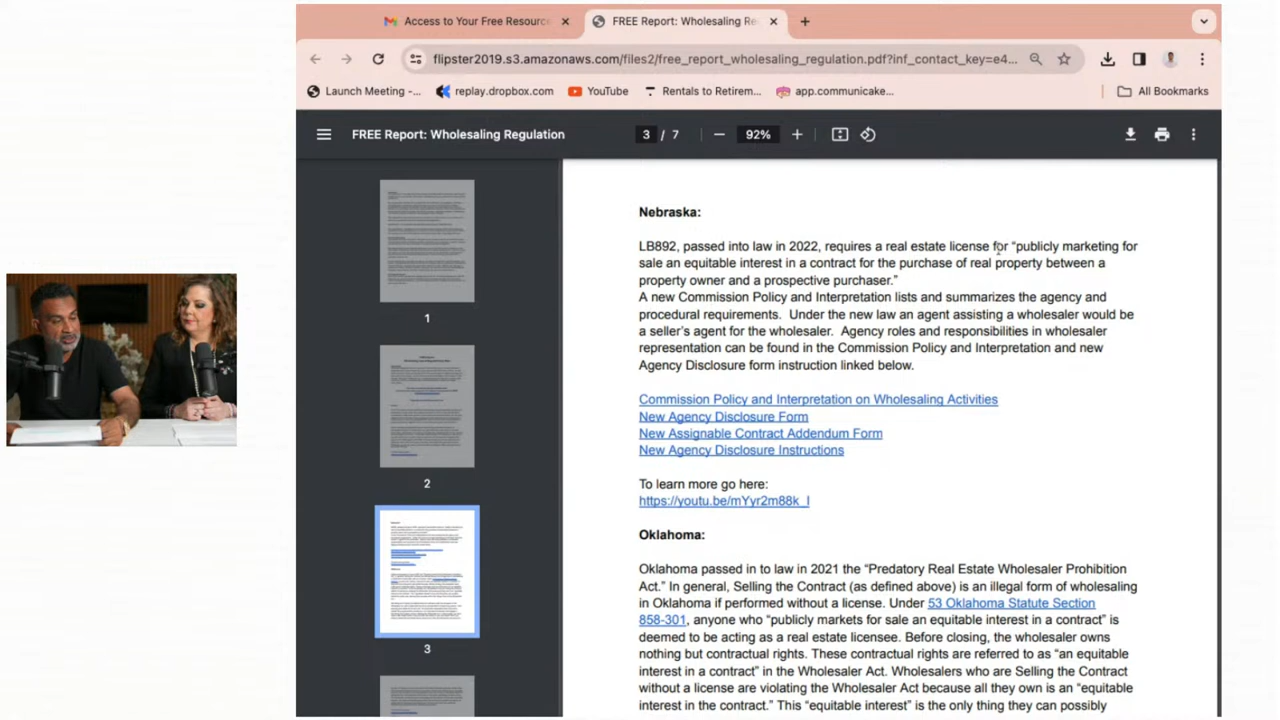 Access to Your Free Resource
FREE Report: Wholesaling Re
flipster2019.s3.amazonaws.com/files2/free_report_wholesaling_regulation.pdf?inf_contact_key=e4...
Launch Meeting -... replay.dropbox.com YouTube Rentals to Retirem... app.communicake... All Bookmarks
FREE Report: Wholesaling Regulation 3 / 7 92%
1
2
3
Nebraska:
LB892, passed into law in 2022, requires a real estate license for “publicly marketing for
sale an equitable interest in a contract for the purchase of real property between a
property owner and a prospective purchaser.”
A new Commission Policy and Interpretation lists and summarizes the agency and
procedural requirements. Under the new law an agent assisting a wholesaler would be
a seller’s agent for the wholesaler. Agency roles and responsibilities in wholesaler
representation can be found in the Commission Policy and Interpretation and new
Agency Disclosure form instruction linked below.
Commission Policy and Interpretation on Wholesaling Activities
New Agency Disclosure Form
New Assignable Contract Addendum Form
New Agency Disclosure Instructions
To learn more go here:
https://youtu.be/mYyr2m88k_I
Oklahoma:
Oklahoma passed in to law in 2021 the “Predatory Real Estate Wholesaler Prohibition
Act.” In general, Selling the Contract (as defined above) is an illegal form of wholesaling
in Oklahoma if performed without a license. Under 53 Oklahoma Statute Section
858-301, anyone who “publicly markets for sale an equitable interest in a contract” is
deemed to be acting as a real estate licensee. Before closing, the wholesaler owns
nothing but contractual rights. These contractual rights are referred to as “an equitable
interest in a contract” in the Wholesaler Act. Wholesalers who are Selling the Contract
without a license are violating the Wholesaler Act because all they own is an “equitable
interest in the contract.” This “equitable interest” is the only thing they can possibly